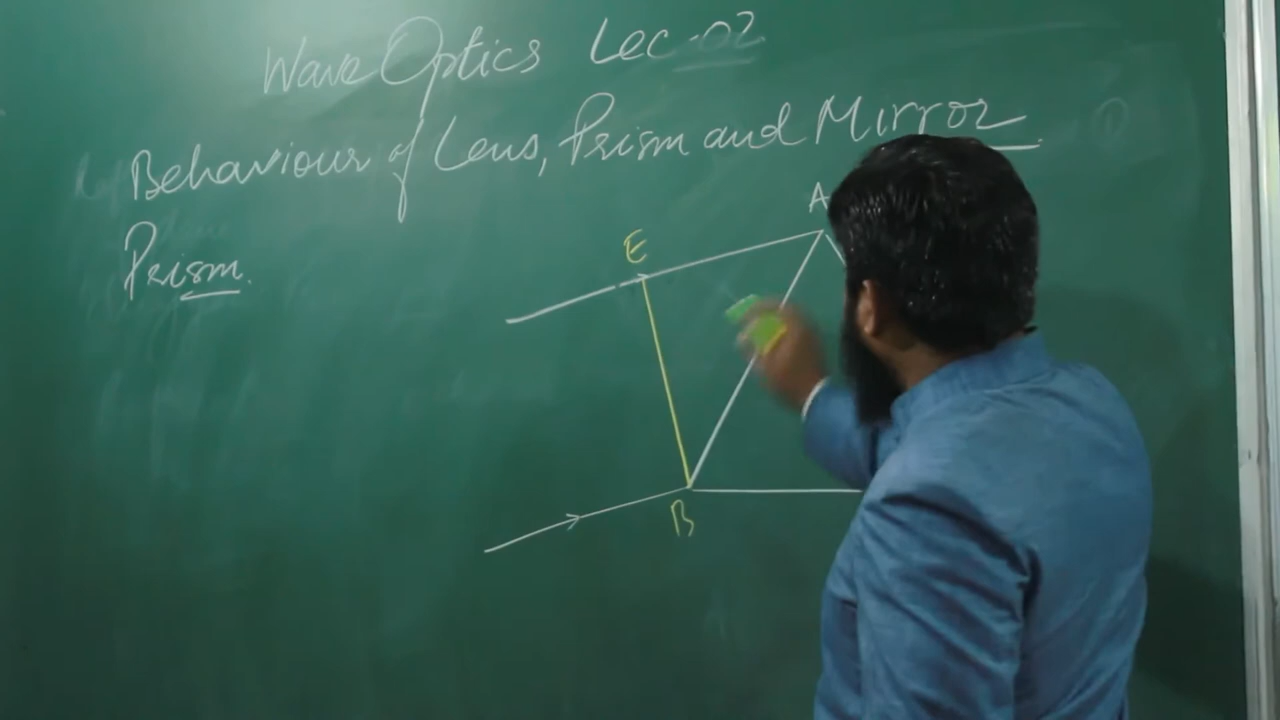 Wave Optics Lec-02
Behaviour of Lens, Prism and Mirror.
Prism.
A
E
B